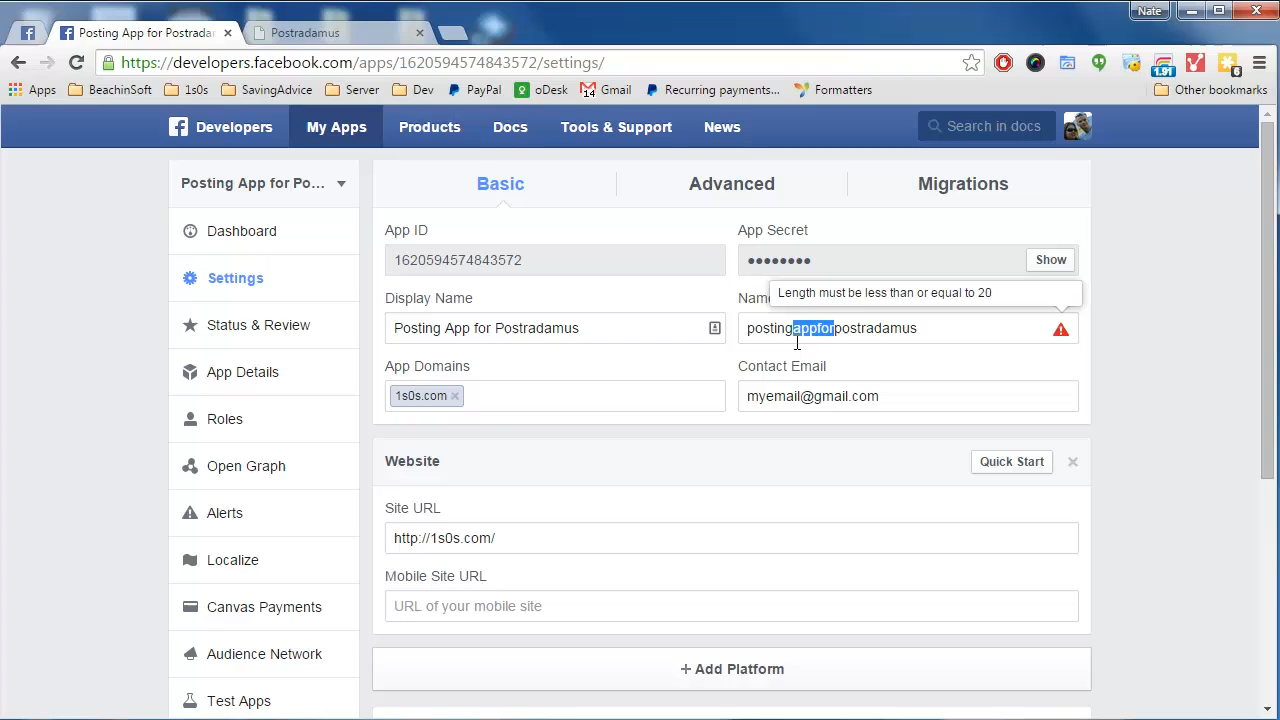 Nate
Posting App for Postradar
Postradamus
https://developers.facebook.com/apps/1620594574843572/settings/
1.91
6
Apps
BeachinSoft
1s0s
SavingAdvice
Server
Dev
PayPal
oDesk
14
Gmail
Recurring payments...
Formatters
Other bookmarks
Developers
My Apps
Products
Docs
Tools & Support
News
Search in docs
Posting App for Po...
Dashboard
Settings
Status & Review
App Details
Roles
Open Graph
Alerts
Localize
Canvas Payments
Audience Network
Test Apps
Basic
Advanced
Migrations
App ID
App Secret
1620594574843572
••••••••
Show
Length must be less than or equal to 20
Display Name
Posting App for Postradamus
postingappforpostradamus
App Domains
Contact Email
1s0s.com
myemail@gmail.com
Website
Quick Start
Site URL
http://1s0s.com/
Mobile Site URL
URL of your mobile site
+ Add Platform